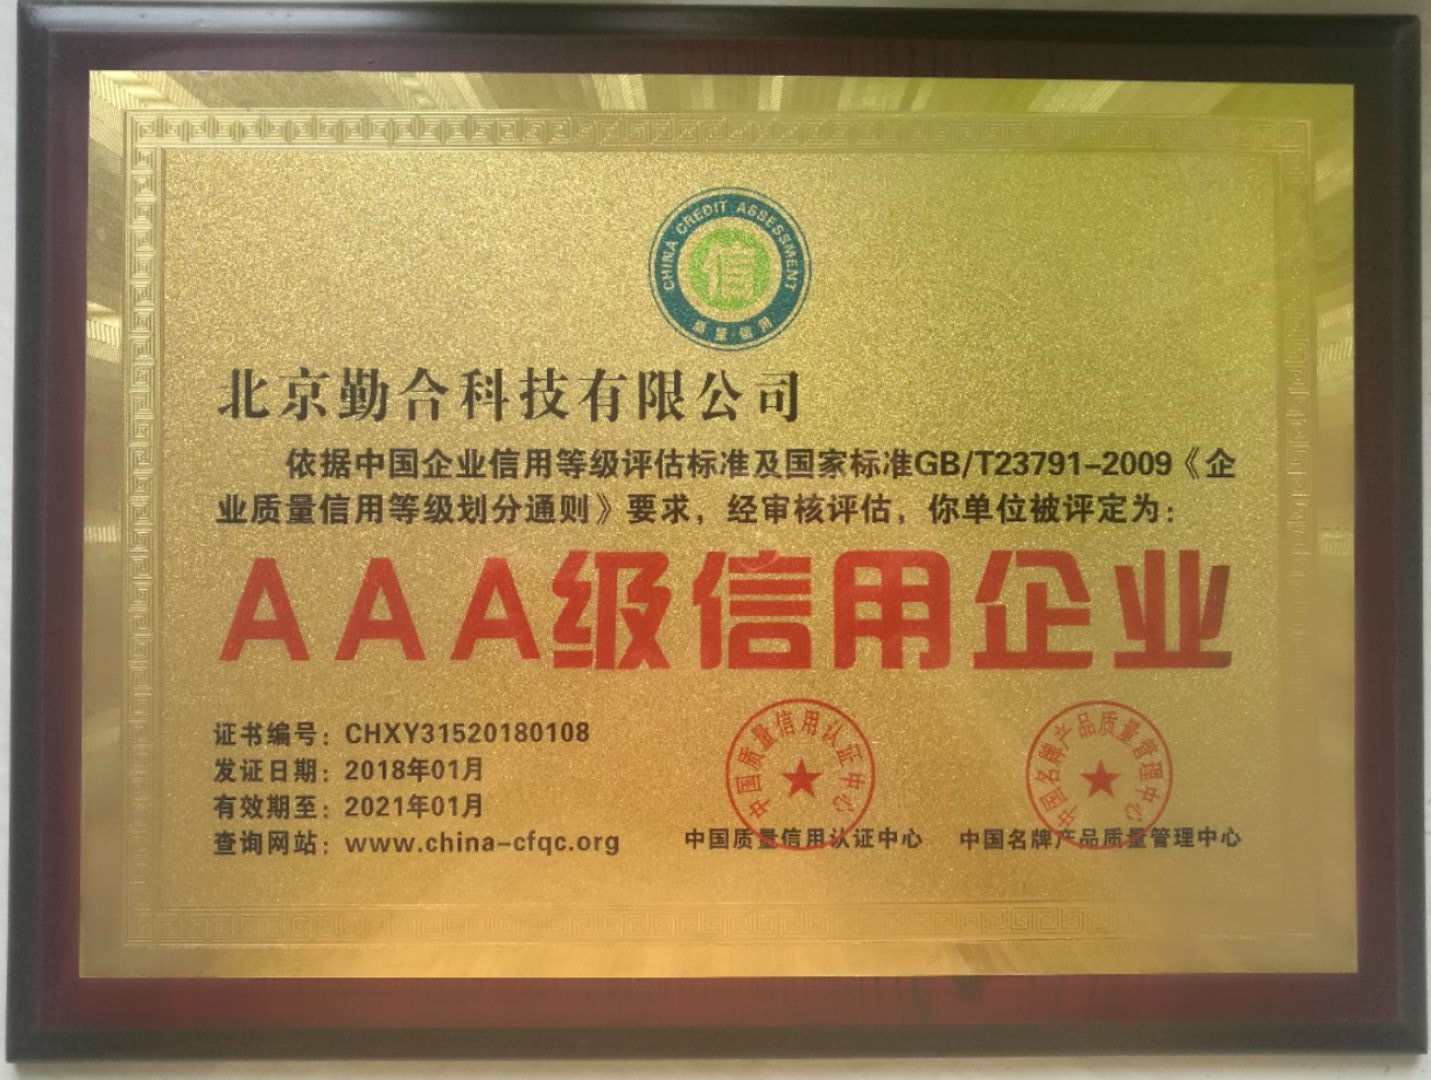 CHINA CREDIT ASSESSMENT
信
质量信用
北京勤合科技有限公司
依据中国企业信用等级评估标准及国家标准GB/T23791-2009《企
业质量信用等级划分通则》要求，经审核评估，你单位被评定为：
AAA级信用企业
证书编号：CHXY31520180108
发证日期：2018年01月
有效期至：2021年01月
查询网站：www.china-cfqc.org
中国质量信用认证中心
中国名牌产品质量管理中心
中国质量信用认证中心
中国名牌产品质量管理中心